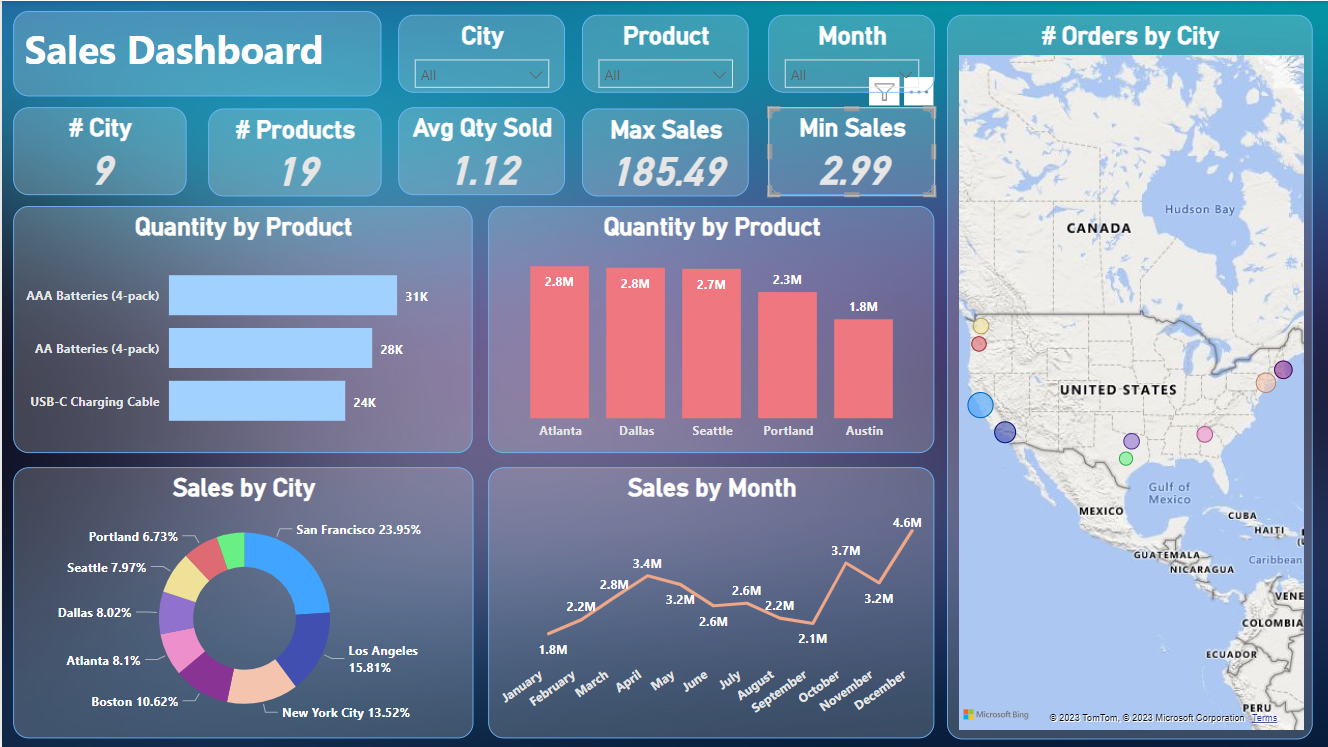 Sales Dashboard
City
All
Product
All
Month
All
# City
9
# Products
19
Avg Qty Sold
1.12
Max Sales
185.49
Min Sales
2.99
Quantity by Product
AAA Batteries (4-pack)
31K
AA Batteries (4-pack)
28K
USB-C Charging Cable
24K
Quantity by Product
2.8M
2.8M
2.7M
2.3M
1.8M
Atlanta
Dallas
Seattle
Portland
Austin
Sales by City
San Francisco 23.95%
Portland 6.73%
Seattle 7.97%
Dallas 8.02%
Atlanta 8.1%
Boston 10.62%
Los Angeles
15.81%
New York City 13.52%
Sales by Month
1.8M
2.2M
2.8M
3.4M
3.2M
2.6M
2.6M
2.2M
2.1M
3.7M
3.2M
4.6M
January
February
March
April
May
June
July
August
September
October
November
December
# Orders by City
Hudson Bay
CANADA
UNITED STATES
Gulf of
Mexico
MEXICO
CUBA
HAITI
GUATEMALA
NICARAGUA
Caribbean
VENE
COLOMBIA
ECUADOR
PERU
Microsoft Bing
© 2023 TomTom, © 2023 Microsoft Corporation Terms